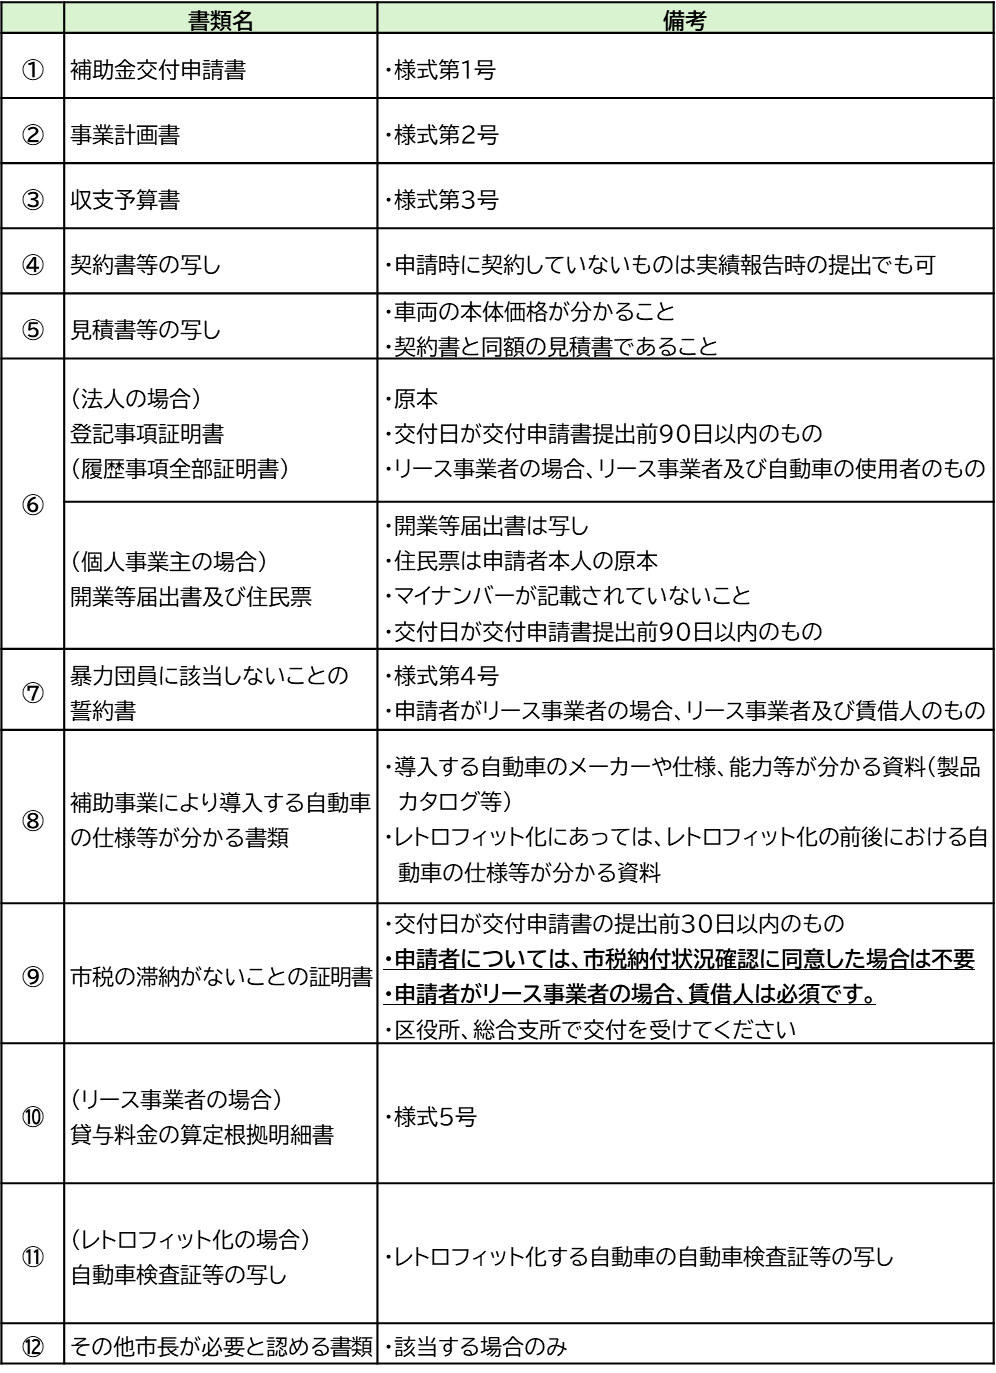 書類名 備考
① 補助金交付申請書 ・様式第1号
② 事業計画書 ・様式第2号
③ 収支予算書 ・様式第3号
④ 契約書等の写し ・申請時に契約していないものは実績報告時の提出でも可
⑤ 見積書等の写し ・車両の本体価格が分かること
・契約書と同額の見積書であること
⑥
（法人の場合）
登記事項証明書
（履歴事項全部証明書）
・原本
・交付日が交付申請書提出前90日以内のもの
・リース事業者の場合、リース事業者及び自動車の使用者のもの
（個人事業主の場合）
開業等届出書及び住民票
・開業等届出書は写し
・住民票は申請者本人の原本
・マイナンバーが記載されていないこと
・交付日が交付申請書提出前90日以内のもの
⑦
暴力団員に該当しないことの
誓約書
・様式第4号
・申請者がリース事業者の場合、リース事業者及び賃借人のもの
⑧
補助事業により導入する自動車
の仕様等が分かる書類
・導入する自動車のメーカーや仕様、能力等が分かる資料（製品
カタログ等）
・レトロフィット化にあっては、レトロフィット化の前後における自
動車の仕様等が分かる資料
⑨ 市税の滞納がないことの証明書
・交付日が交付申請書の提出前30日以内のもの
・申請者については、市税納付状況確認に同意した場合は不要
・申請者がリース事業者の場合、賃借人は必須です。
・区役所、総合支所で交付を受けてください
⑩
（リース事業者の場合）
貸与料金の算定根拠明細書
・様式5号
⑪
（レトロフィット化の場合）
自動車検査証等の写し
・レトロフィット化する自動車の自動車検査証等の写し
⑫ その他市長が必要と認める書類 ・該当する場合のみ